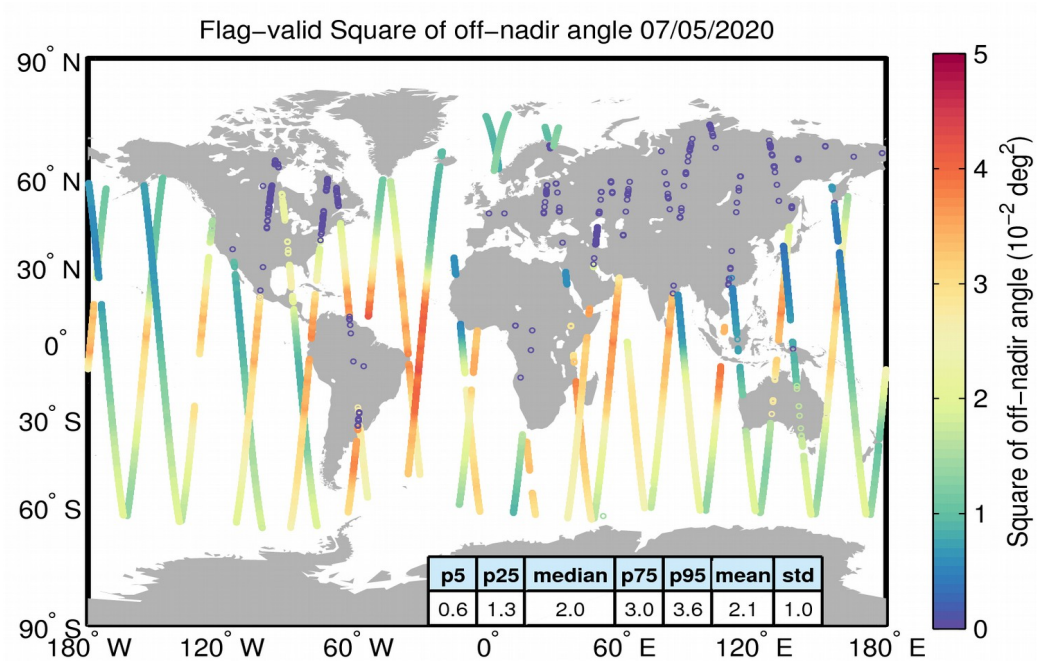 Flag−valid Square of off−nadir angle 07/05/2020
90° N
60° N
30° N
0°
30° S
60° S
90° S
180° W
120° W
60° W
0°
60° E
120° E
180° E
p5 p25 median p75 p95 mean std
0.6 1.3 2.0 3.0 3.6 2.1 1.0
5
4
3
2
1
0
Square of off−nadir angle (10⁻² deg²)